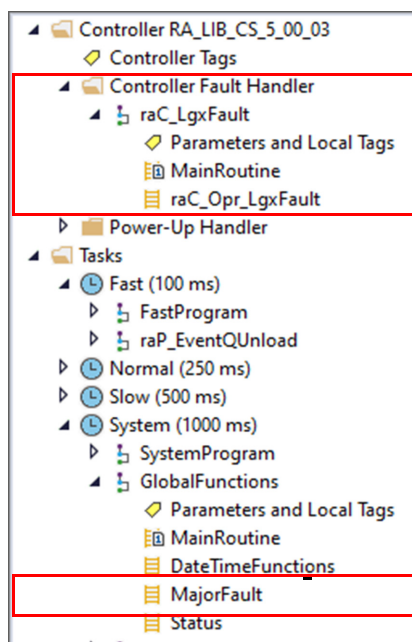 Controller RA_LIB_CS_5_00_03
Controller Tags
Controller Fault Handler
raC_LgxFault
Parameters and Local Tags
MainRoutine
raC_Opr_LgxFault
Power-Up Handler
Tasks
Fast (100 ms)
FastProgram
raP_EventQUnload
Normal (250 ms)
Slow (500 ms)
System (1000 ms)
SystemProgram
GlobalFunctions
Parameters and Local Tags
MainRoutine
DateTimeFunctions
MajorFault
Status